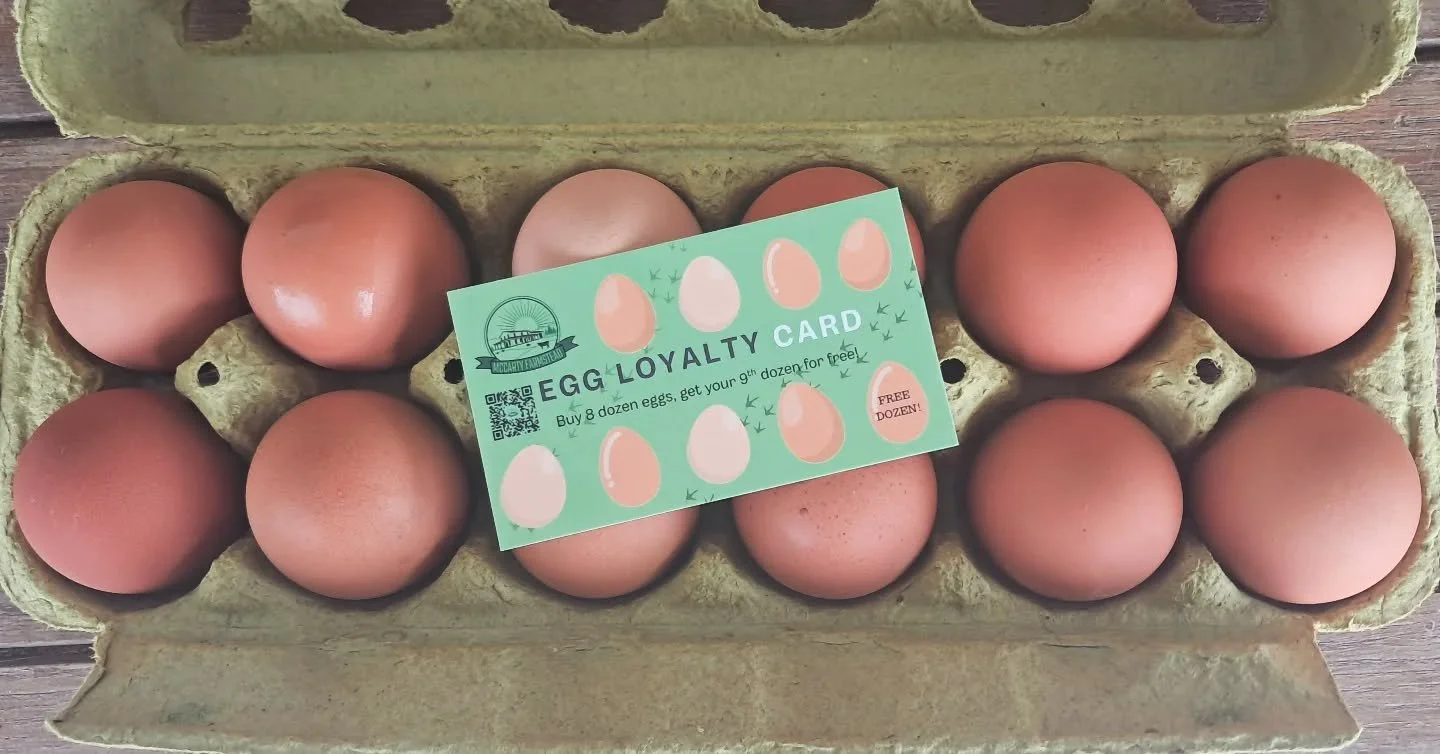 MCCARTY FARMSTEAD
EGG LOYALTY CARD
Buy 8 dozen eggs, get your 9th dozen for free!
FREE
DOZEN!